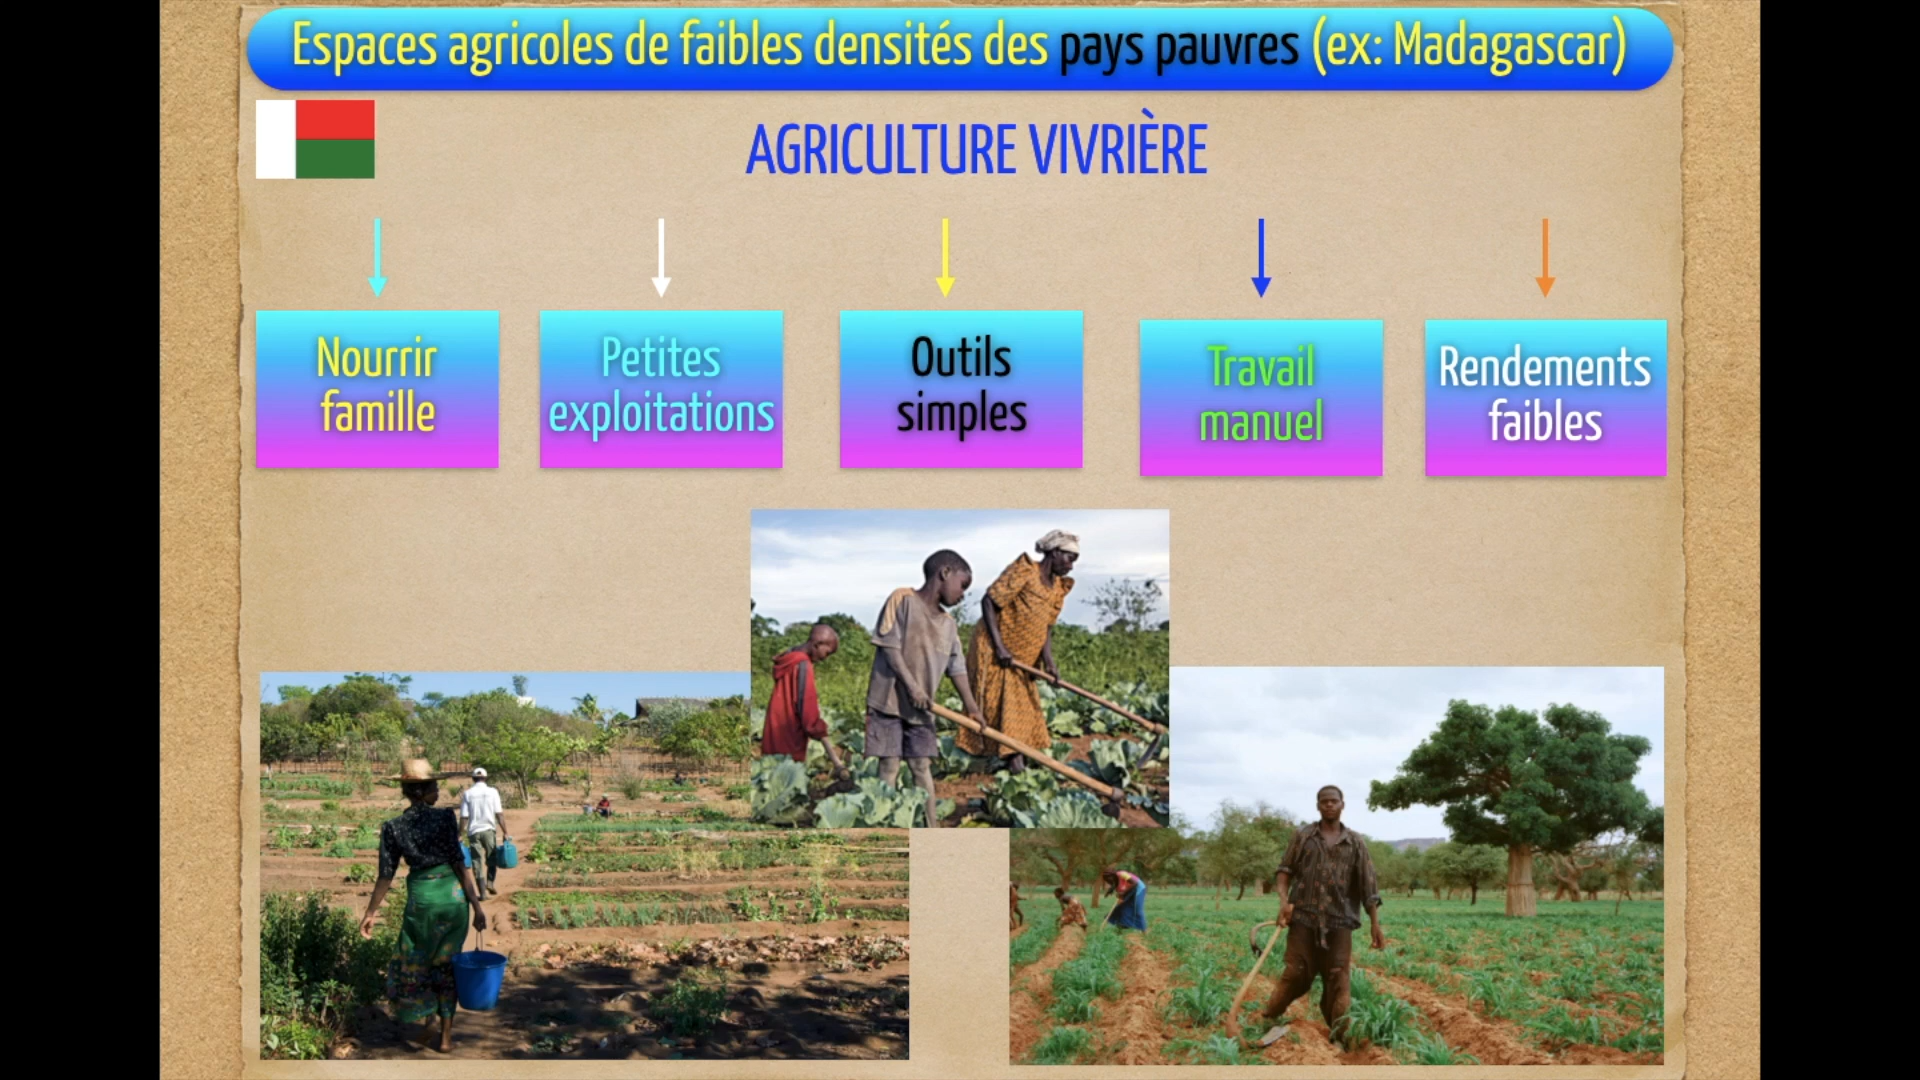 Espaces agricoles de faibles densités des pays pauvres (ex: Madagascar)
AGRICULTURE VIVRIÈRE
Nourrir
famille
Petites
exploitations
Outils
simples
Travail
manuel
Rendements
faibles